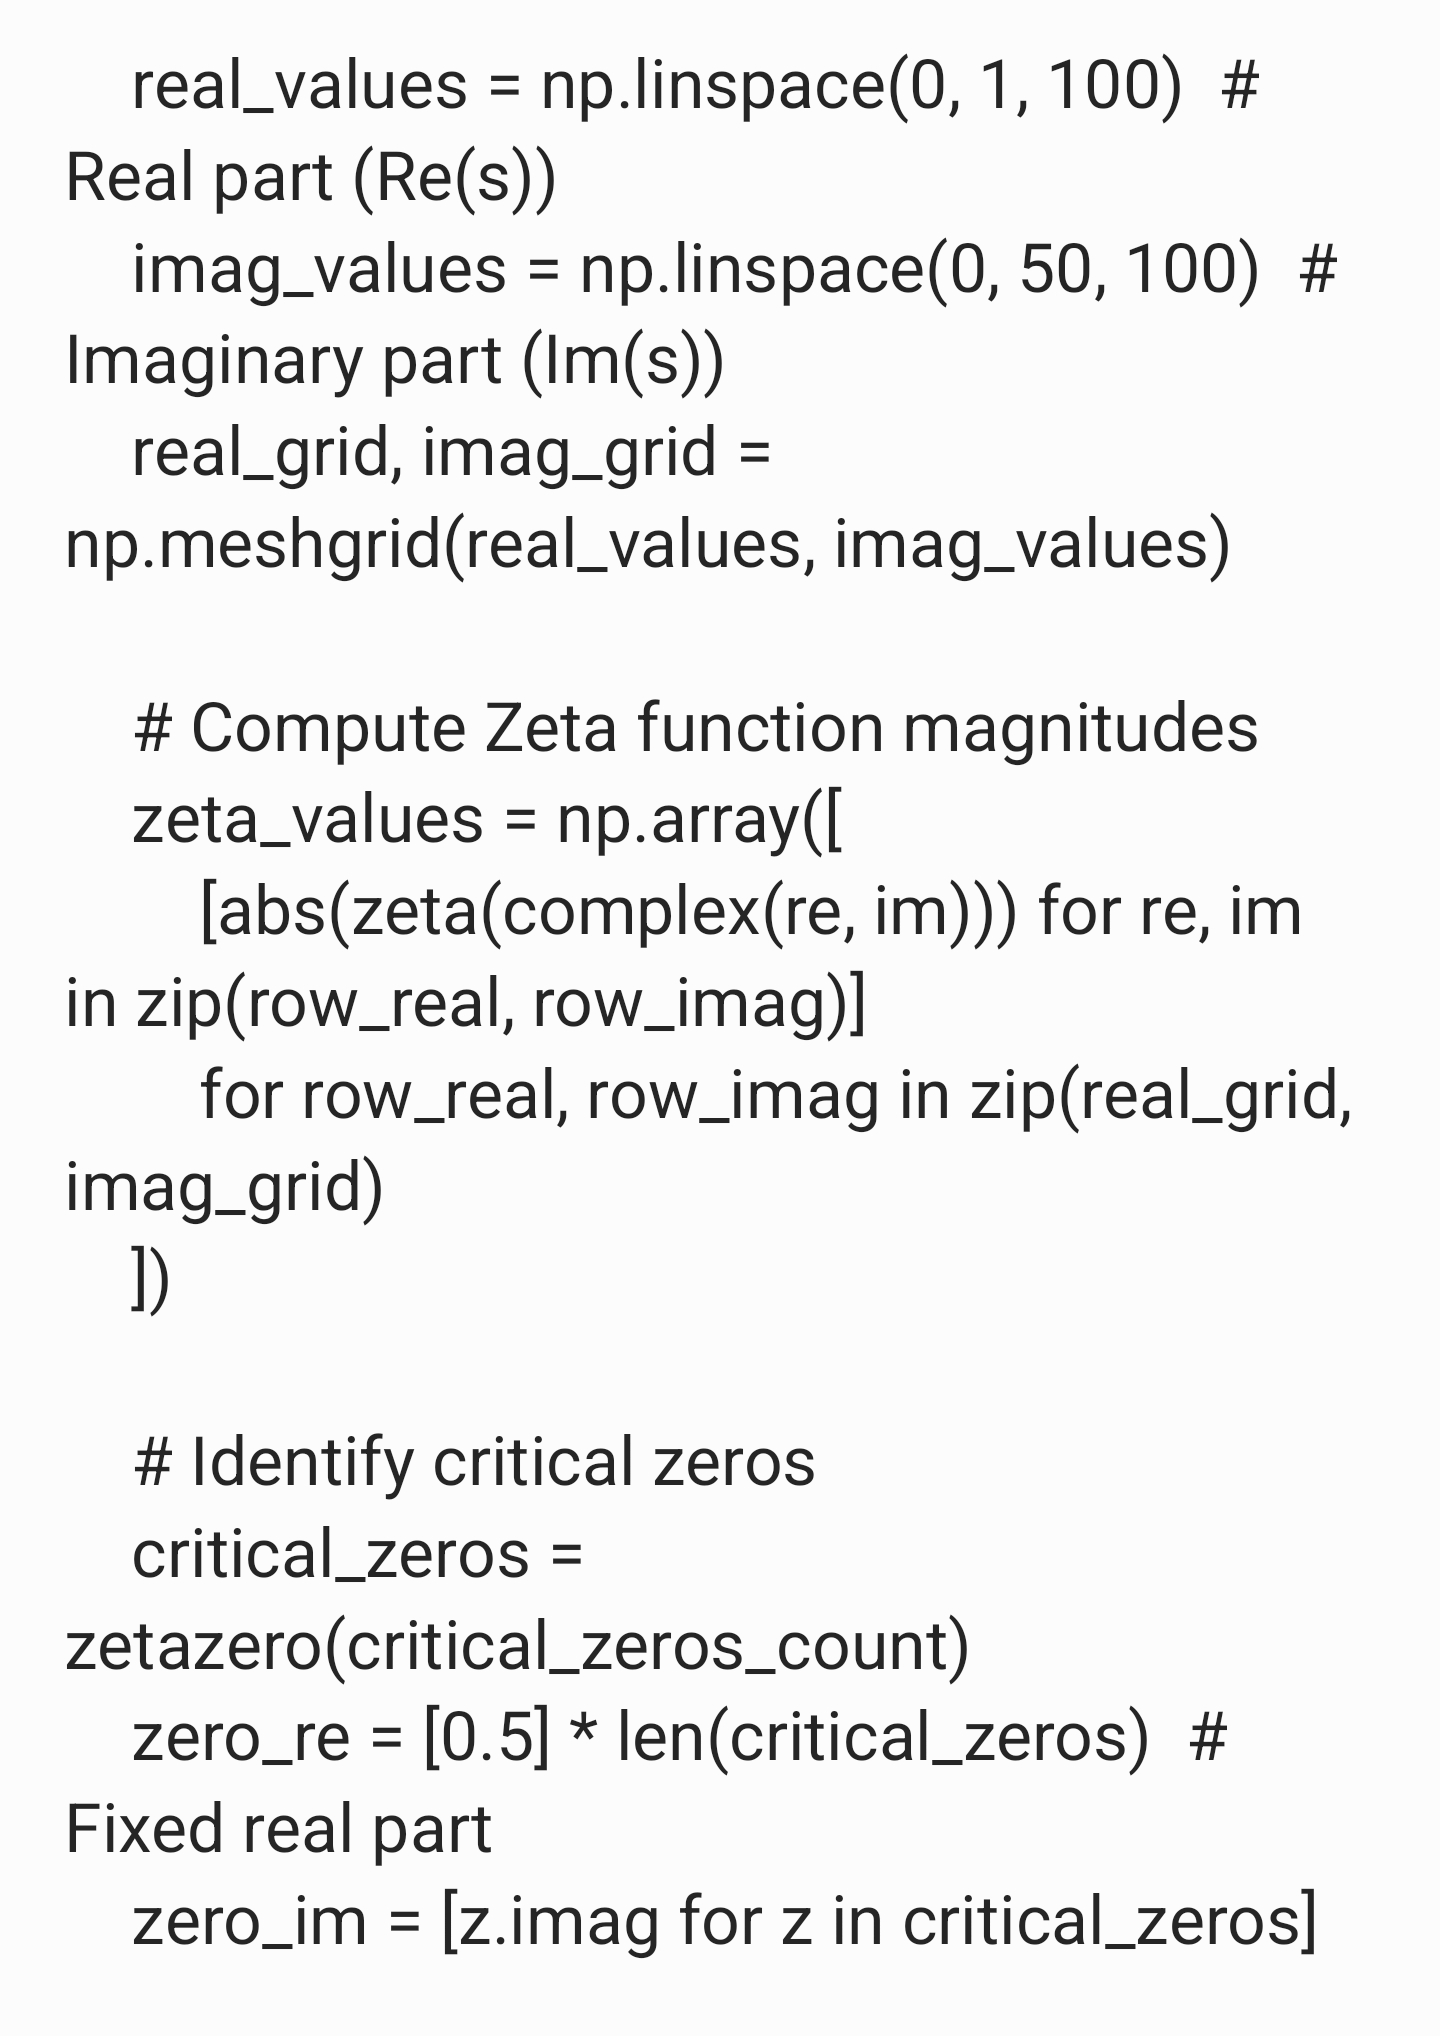 real_values = np.linspace(0, 1, 100)  #
Real part (Re(s))
imag_values = np.linspace(0, 50, 100)  #
Imaginary part (Im(s))
real_grid, imag_grid =
np.meshgrid(real_values, imag_values)
# Compute Zeta function magnitudes
zeta_values = np.array([
[abs(zeta(complex(re, im))) for re, im
in zip(row_real, row_imag)]
for row_real, row_imag in zip(real_grid,
imag_grid)
])
# Identify critical zeros
critical_zeros =
zetazero(critical_zeros_count)
zero_re = [0.5] * len(critical_zeros)  #
Fixed real part
zero_im = [z.imag for z in critical_zeros]